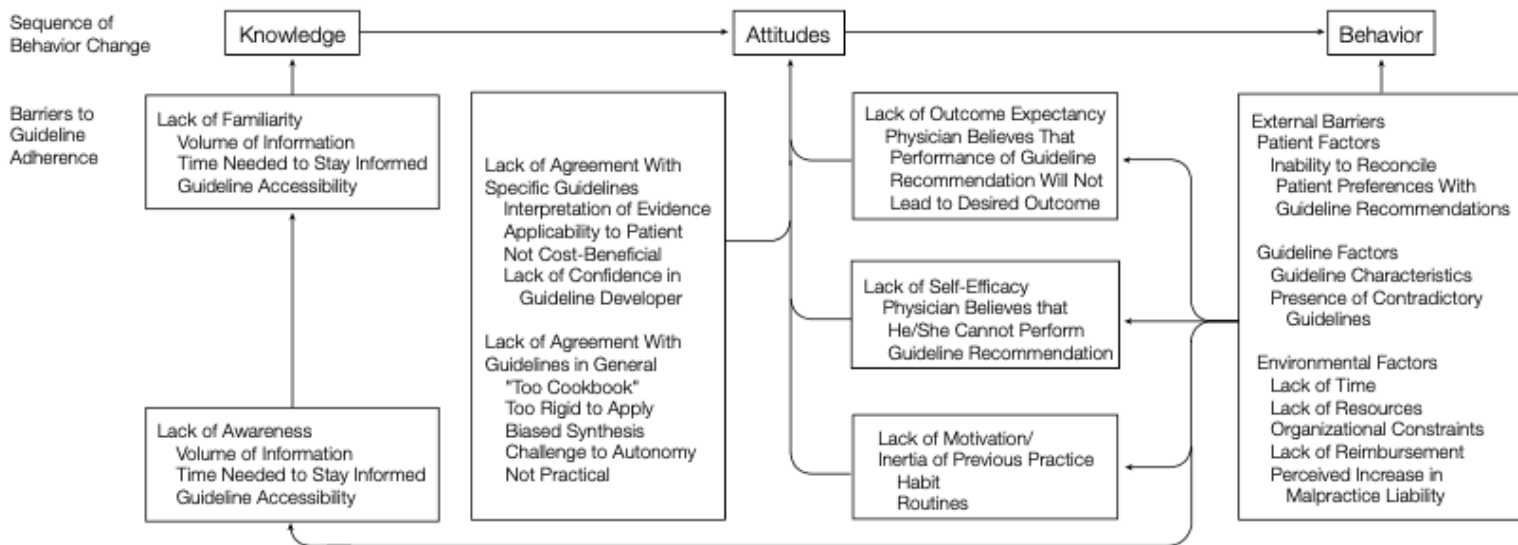 Sequence of
Behavior Change
Knowledge
Attitudes
Behavior
Barriers to
Guideline
Adherence
Lack of Familiarity
Volume of Information
Time Needed to Stay Informed
Guideline Accessibility
Lack of Awareness
Volume of Information
Time Needed to Stay Informed
Guideline Accessibility
Lack of Agreement With
Specific Guidelines
Interpretation of Evidence
Applicability to Patient
Not Cost-Beneficial
Lack of Confidence in
Guideline Developer
Lack of Agreement With
Guidelines in General
"Too Cookbook"
Too Rigid to Apply
Biased Synthesis
Challenge to Autonomy
Not Practical
Lack of Outcome Expectancy
Physician Believes That
Performance of Guideline
Recommendation Will Not
Lead to Desired Outcome
Lack of Self-Efficacy
Physician Believes that
He/She Cannot Perform
Guideline Recommendation
Lack of Motivation/
Inertia of Previous Practice
Habit
Routines
External Barriers
Patient Factors
Inability to Reconcile
Patient Preferences With
Guideline Recommendations
Guideline Factors
Guideline Characteristics
Presence of Contradictory
Guidelines
Environmental Factors
Lack of Time
Lack of Resources
Organizational Constraints
Lack of Reimbursement
Perceived Increase in
Malpractice Liability